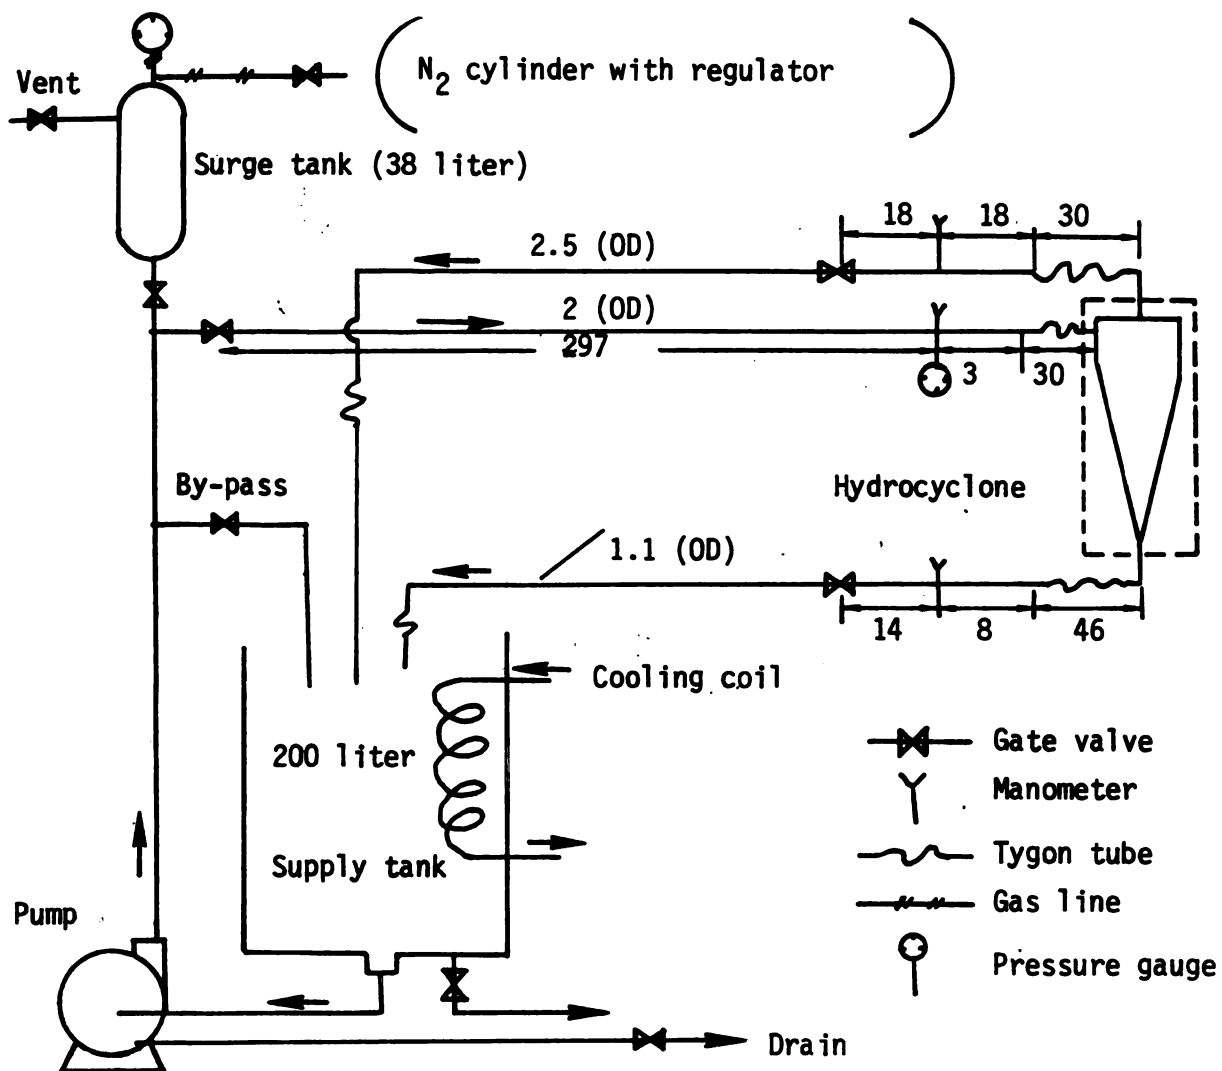 N2 cylinder with regulator
Vent
Surge tank (38 liter)
18
18
30
2.5 (OD)
2 (OD)
297
3
30
By-pass
Hydrocyclone
1.1 (OD)
14
8
46
Cooling coil
200 liter
Gate valve
Manometer
Supply tank
Tygon tube
Gas line
Pump
Pressure gauge
Drain